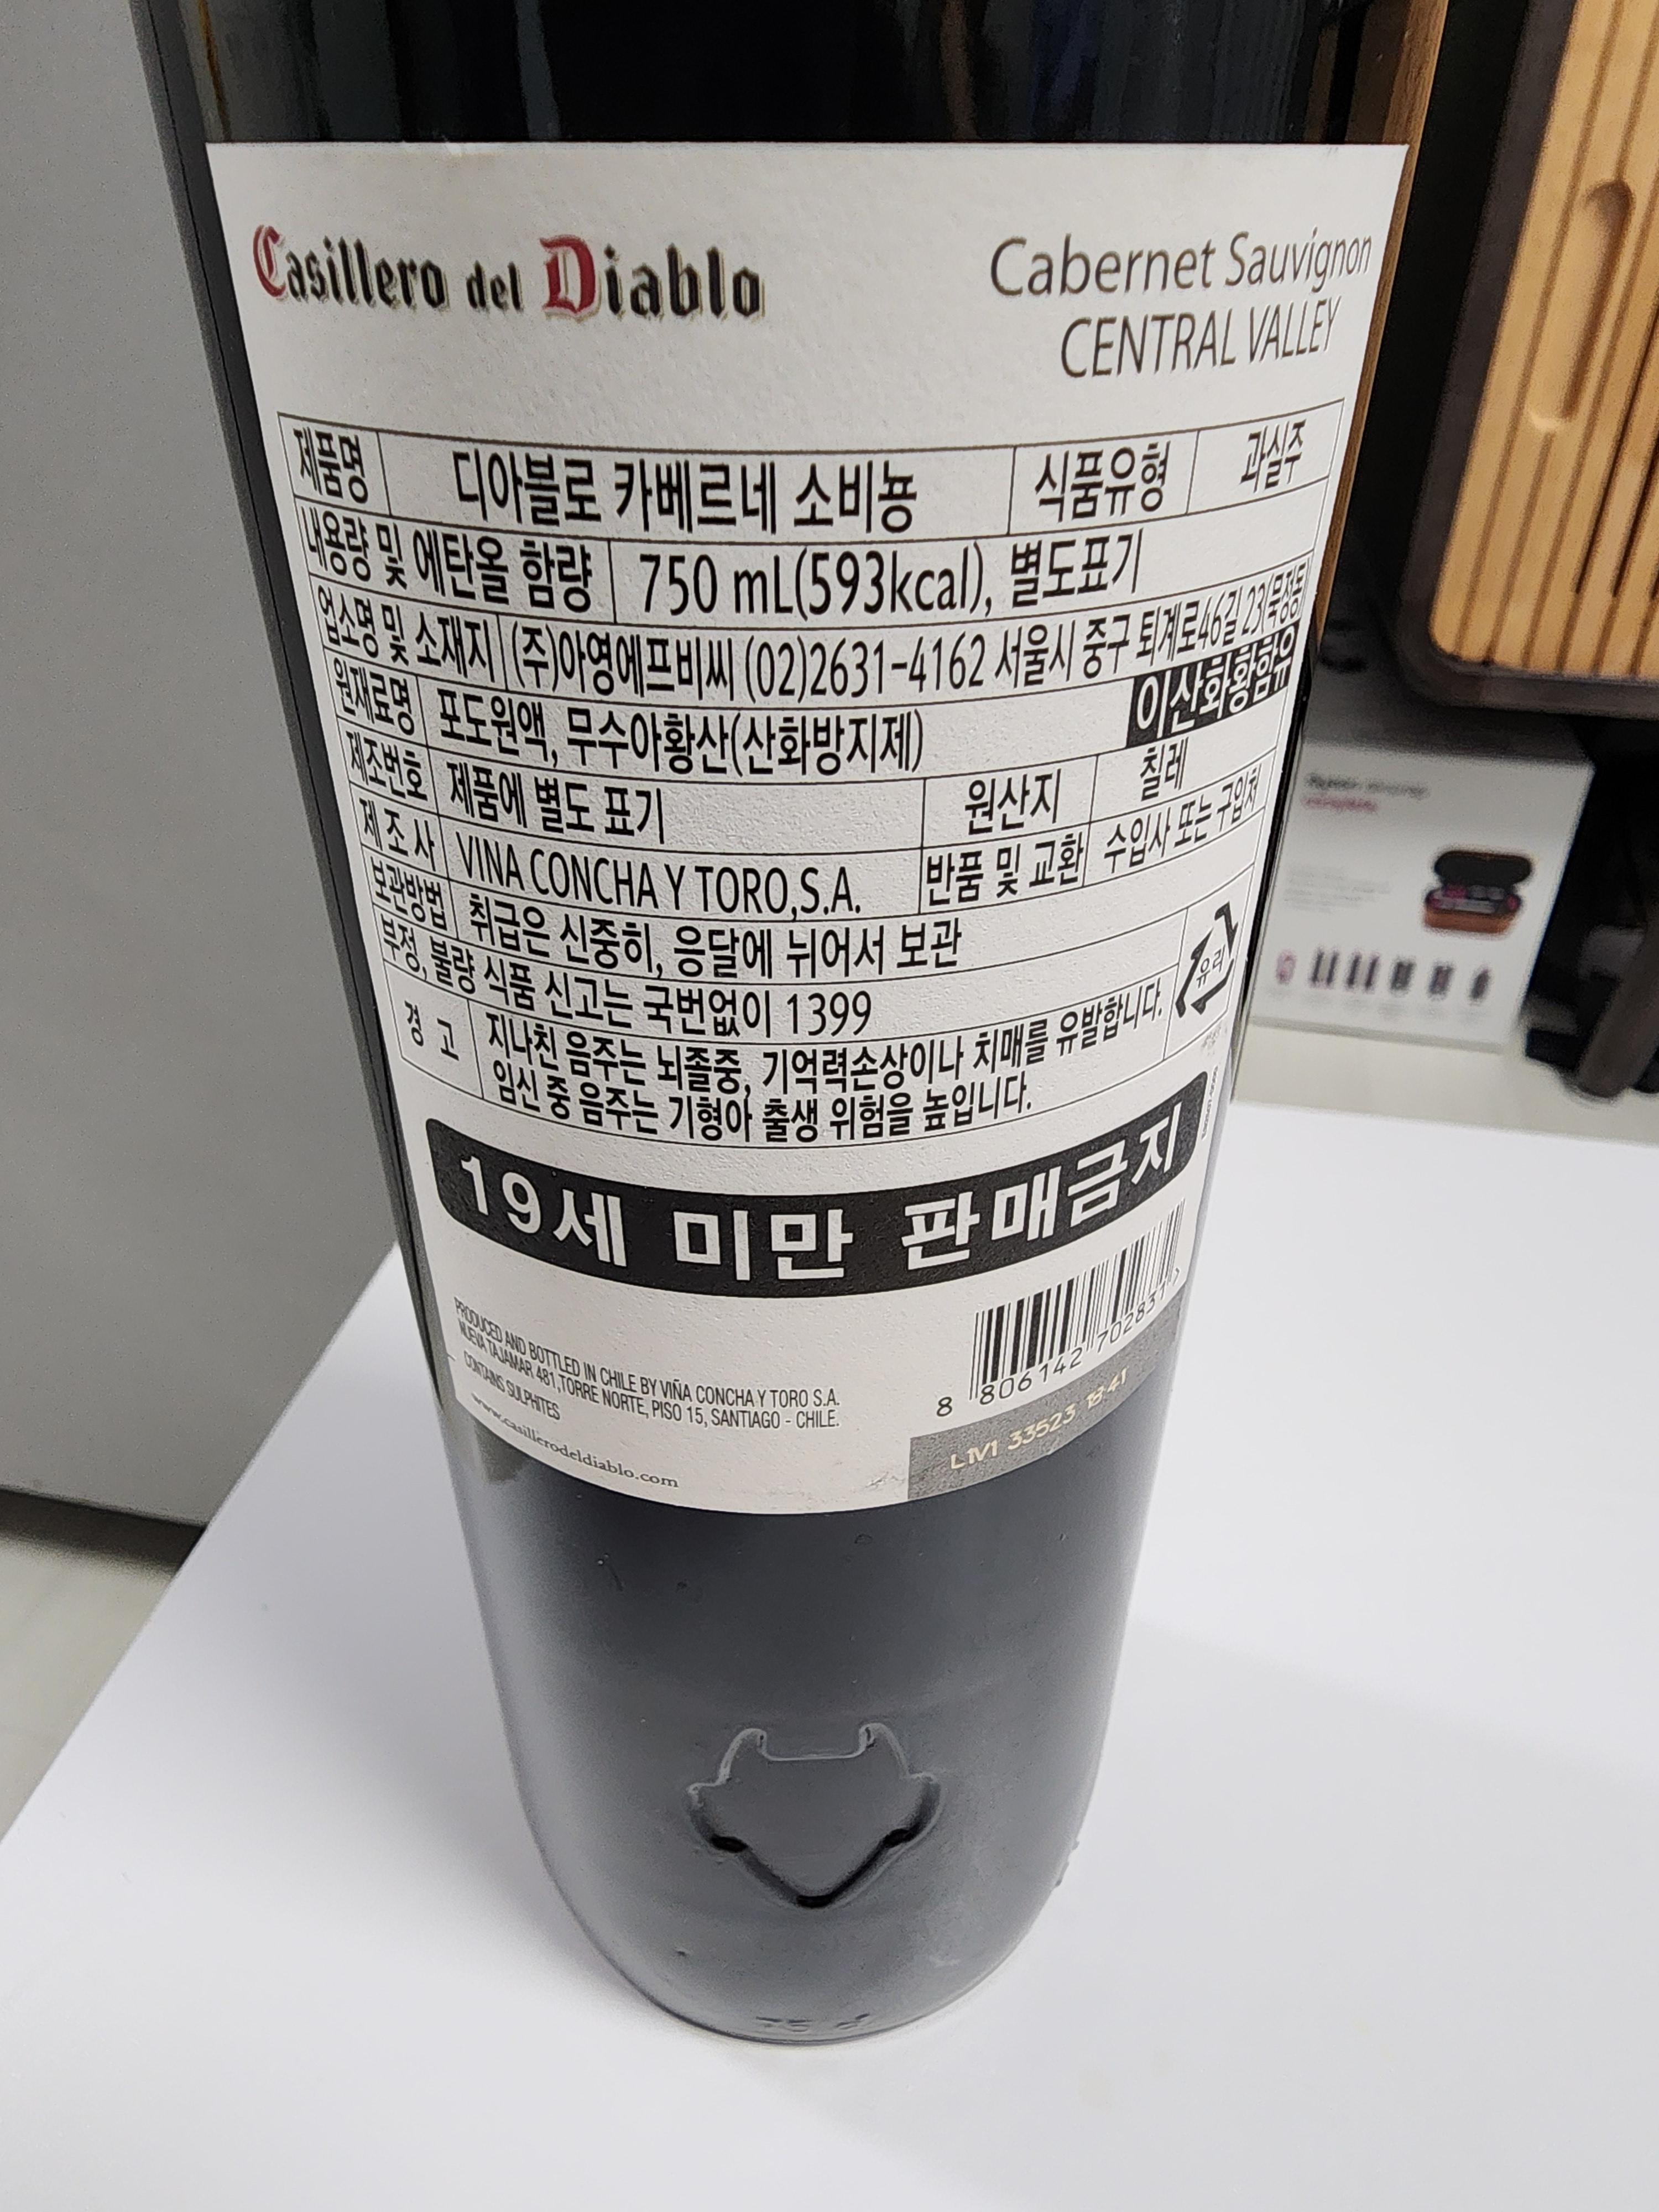 Casillero del Diablo
Cabernet Sauvignon
CENTRAL VALLEY
제품명 디아블로 카베르네 소비뇽 식품유형 과실주
내용량 및 에탄올 함량 750 mL(593kcal), 별도표기
업소명 및 소재지 (주)아영에프비씨 (02)2631-4162 서울시 중구 퇴계로46길 23(묵정동
원재료명 포도원액, 무수아황산(산화방지제) 이산화황함유
제조번호 제품에 별도 표기 원산지 칠레
제조사 VINA CONCHA Y TORO,S.A. 반품 및 교환 수입사 또는 구입처
보관방법 취급은 신중히, 응달에 뉘어서 보관
부정, 불량 식품 신고는 국번없이 1399
유리
경고 지나친 음주는 뇌졸중, 기억력손상이나 치매를 유발합니다.
임신 중 음주는 기형아 출생 위험을 높입니다.
19세 미만 판매금지
PRODUCED AND BOTTLED IN CHILE BY VIÑA CONCHA Y TORO S.A.
NUEVA TAJAMAR 481, TORRE NORTE, PISO 15, SANTIAGO - CHILE.
CONTAINS SULPHITES
www.casillerodeldiablo.com
8 806142 702831
L1V1 33523 18:41